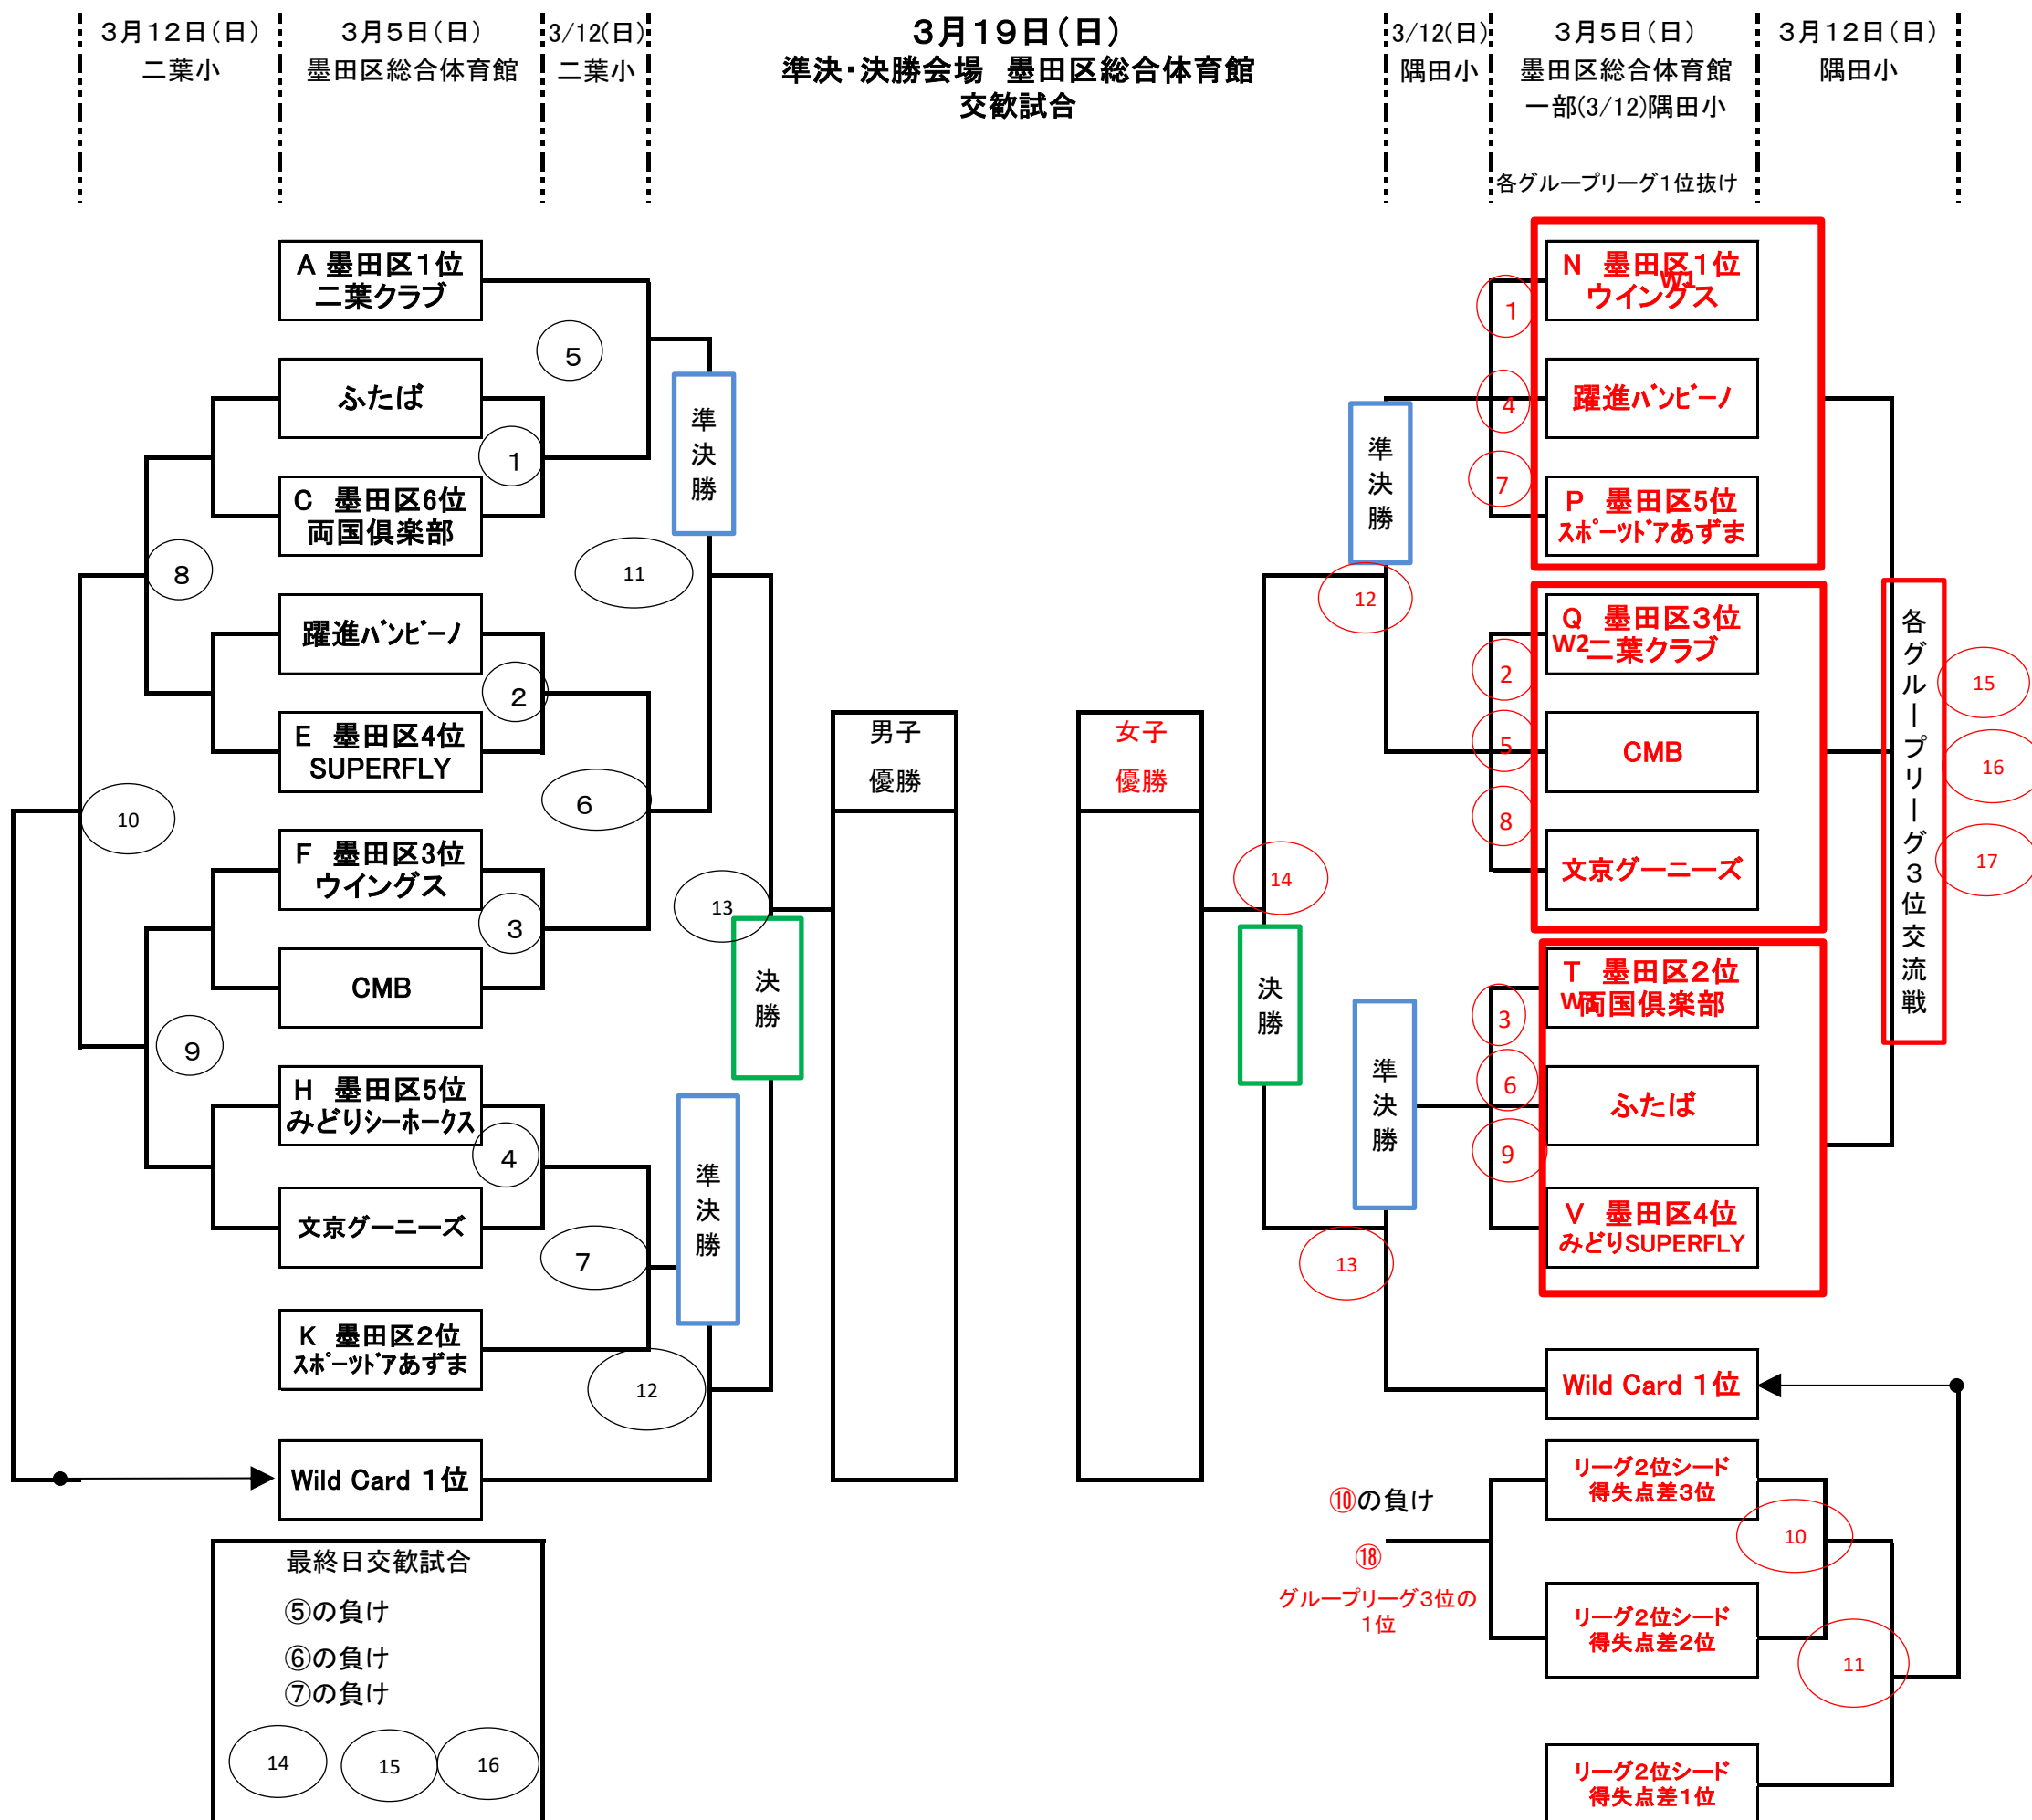 ３月１２日（日）
二葉小
３月５日（日）
墨田区総合体育館
3/12(日)
二葉小
３月１９日（日）
準決・決勝会場　墨田区総合体育館
交歓試合
3/12(日)
隅田小
３月５日（日）
墨田区総合体育館
一部(3/12)隅田小
各グループリーグ１位抜け
３月１２日（日）
隅田小
A 墨田区１位
二葉クラブ
ふたば
C　墨田区6位
両国倶楽部
躍進バンビーノ
E　墨田区4位
SUPERFLY
F　墨田区3位
ウイングス
CMB
H　墨田区5位
みどりシーホークス
文京グーニーズ
K　墨田区２位
スポーツドアあずま
Wild Card １位
1
2
3
4
5
6
7
8
9
10
11
12
13
準決勝
準決勝
決勝
男子
優勝
最終日交歓試合
⑤の負け
⑥の負け
⑦の負け
14
15
16
女子
優勝
決勝
準決勝
準決勝
N　墨田区１位
W1
ウイングス
躍進バンビーノ
P　墨田区5位
スポーツドアあずま
Q　墨田区３位
W2二葉クラブ
CMB
文京グーニーズ
T　墨田区２位
両国倶楽部
ふたば
V　墨田区4位
みどりSUPERFLY
Wild Card １位
リーグ２位シード
得失点差３位
リーグ２位シード
得失点差２位
リーグ２位シード
得失点差１位
1
4
7
2
5
8
3
6
9
12
13
14
各グループリーグ３位交流戦
15
16
17
10
11
⑩の負け
⑱
グループリーグ３位の
１位